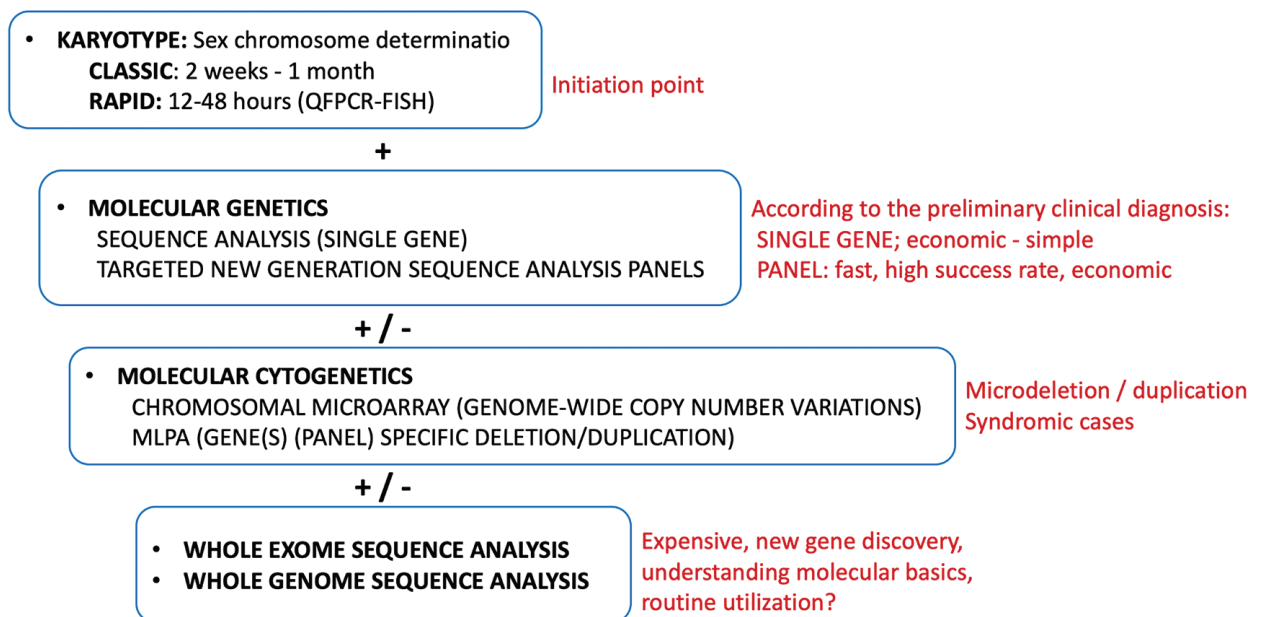 • KARYOTYPE: Sex chromosome determinatio
CLASSIC: 2 weeks - 1 month
RAPID: 12-48 hours (QFPCR-FISH)
Initiation point
+
• MOLECULAR GENETICS
SEQUENCE ANALYSIS (SINGLE GENE)
TARGETED NEW GENERATION SEQUENCE ANALYSIS PANELS
According to the preliminary clinical diagnosis:
SINGLE GENE; economic - simple
PANEL: fast, high success rate, economic
+ / -
• MOLECULAR CYTOGENETICS
CHROMOSOMAL MICROARRAY (GENOME-WIDE COPY NUMBER VARIATIONS)
MLPA (GENE(S) (PANEL) SPECIFIC DELETION/DUPLICATION)
Microdeletion / duplication
Syndromic cases
+ / -
• WHOLE EXOME SEQUENCE ANALYSIS
• WHOLE GENOME SEQUENCE ANALYSIS
Expensive, new gene discovery,
understanding molecular basics,
routine utilization?